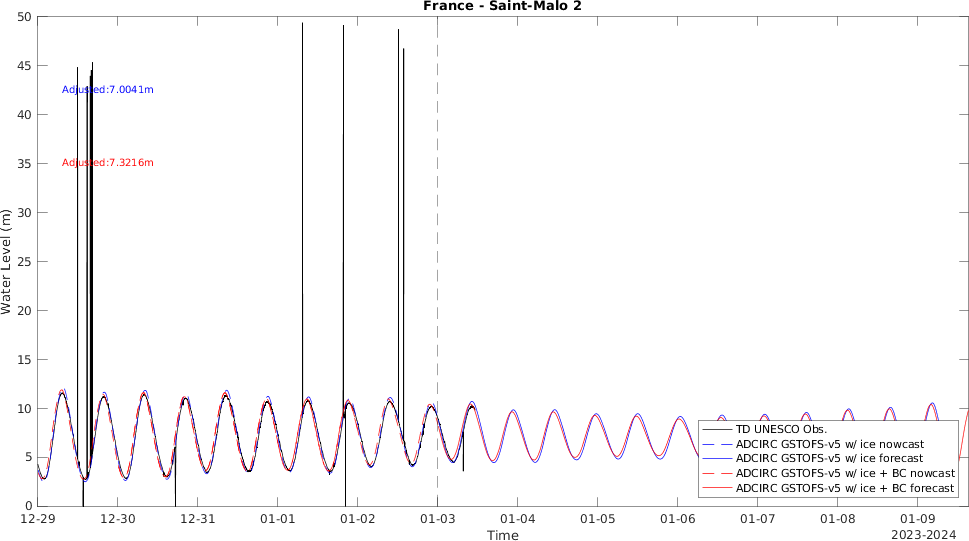 France - Saint-Malo 2
50
45
40
35
30
25
20
15
10
5
0
Water Level (m)
Adjusted:7.0041m
Adjusted:7.3216m
TD UNESCO Obs.
ADCIRC GSTOFS-v5 w/ ice nowcast
ADCIRC GSTOFS-v5 w/ ice forecast
ADCIRC GSTOFS-v5 w/ ice + BC nowcast
ADCIRC GSTOFS-v5 w/ ice + BC forecast
12-29 12-30 12-31 01-01 01-02 01-03 01-04 01-05 01-06 01-07 01-08 01-09
Time
2023-2024